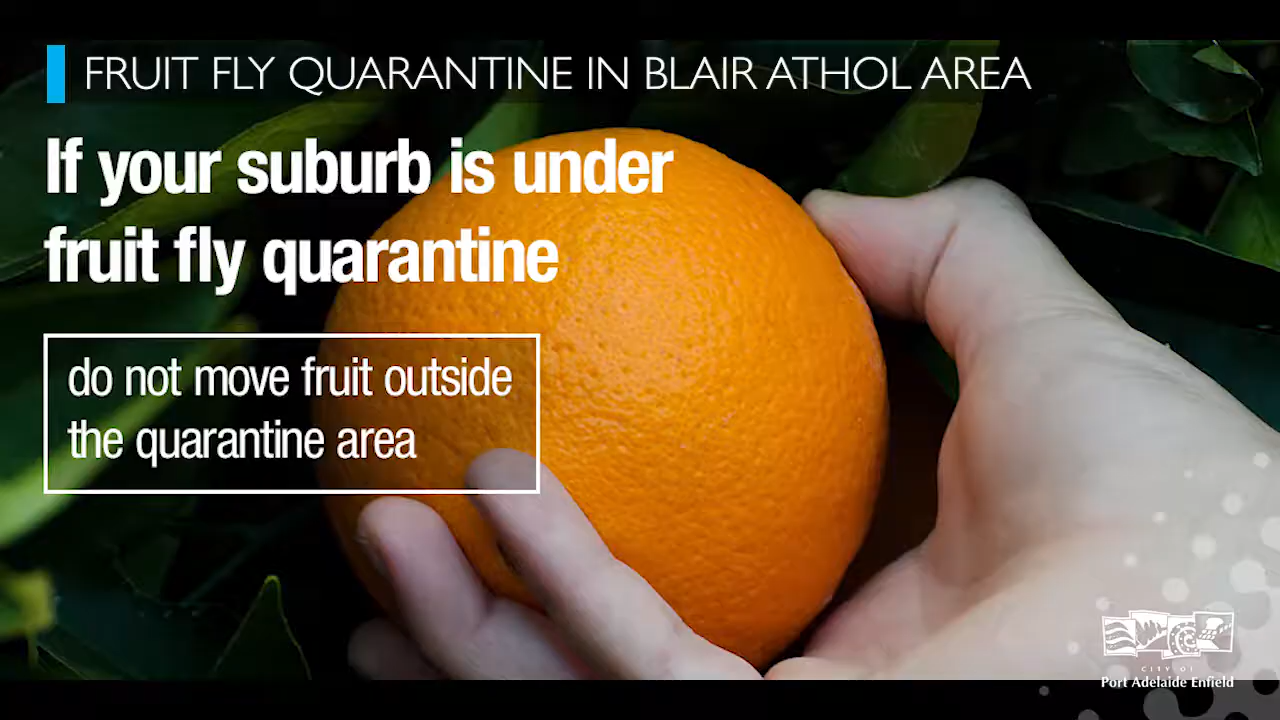 FRUIT FLY QUARANTINE IN BLAIR ATHOL AREA
If your suburb is under
fruit fly quarantine
do not move fruit outside
the quarantine area
CITY OF
Port Adelaide Enfield